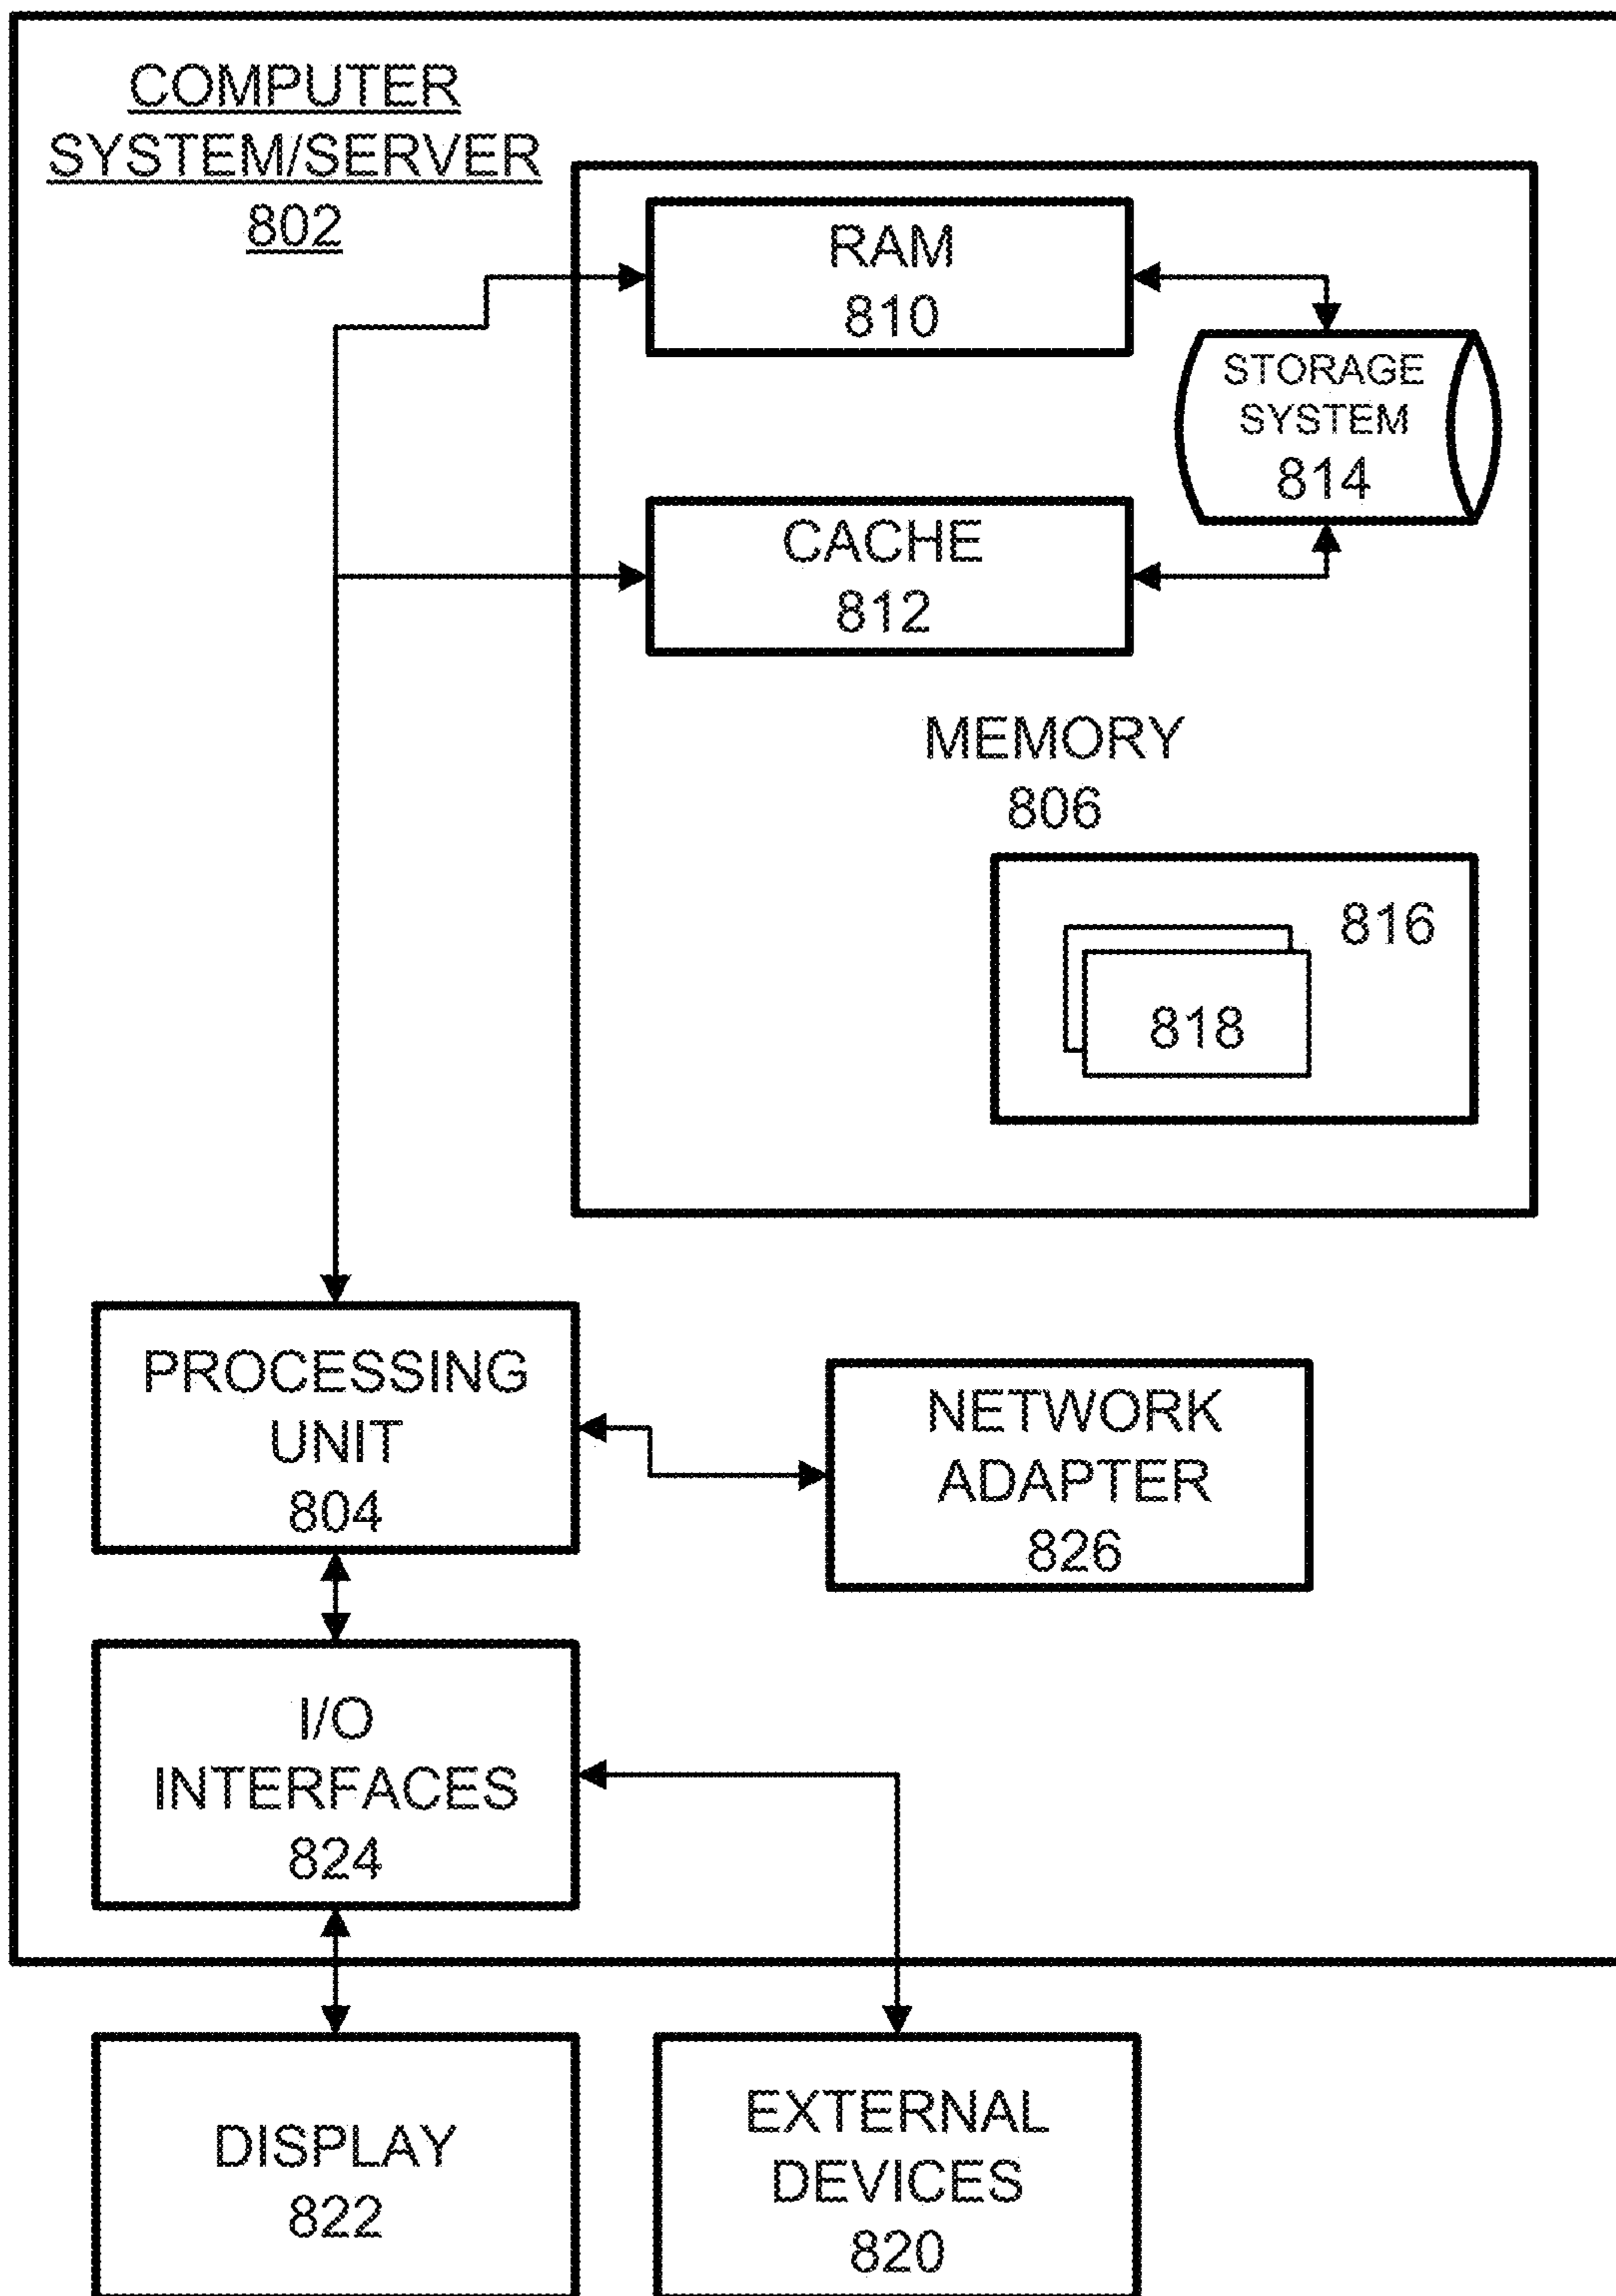 COMPUTER
SYSTEM/SERVER
802
RAM
810
STORAGE
SYSTEM
814
CACHE
812
MEMORY
806
816
818
PROCESSING
UNIT
804
NETWORK
ADAPTER
826
I/O
INTERFACES
824
DISPLAY
822
EXTERNAL
DEVICES
820